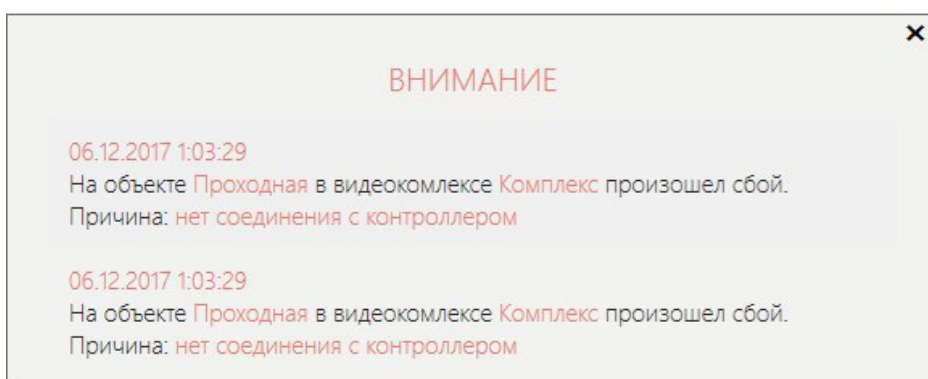 ВНИМАНИЕ
06.12.2017 1:03:29
На объекте Проходная в видеокомлексе Комплекс произошел сбой.
Причина: нет соединения с контроллером
06.12.2017 1:03:29
На объекте Проходная в видеокомлексе Комплекс произошел сбой.
Причина: нет соединения с контроллером